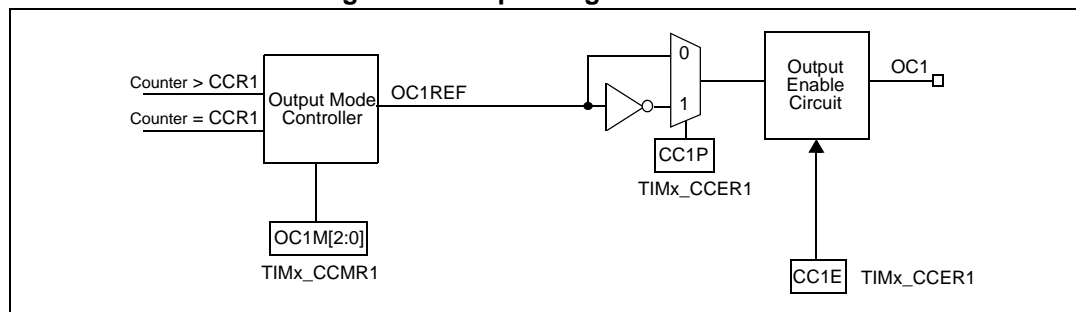 Counter > CCR1
Counter = CCR1
Output Mode
Controller
OC1REF
OC1M[2:0]
TIMx_CCMR1
0
1
CC1P
TIMx_CCER1
Output
Enable
Circuit
OC1
CC1E
TIMx_CCER1